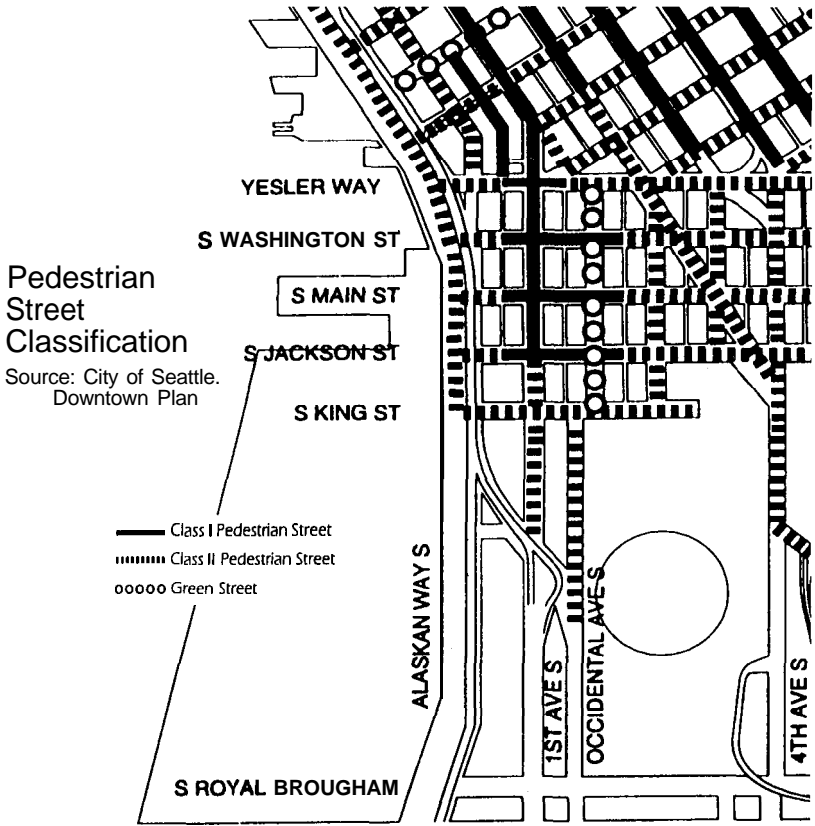 YESLER WAY
S WASHINGTON ST
Pedestrian
Street
Classification
Source: City of Seattle.
Downtown Plan
S MAIN ST
S JACKSON ST
S KING ST
Class I Pedestrian Street
Class II Pedestrian Street
Green Street
ALASKAN WAY S
1ST AVE S
OCCIDENTAL AVE S
4TH AVE S
S ROYAL BROUGHAM